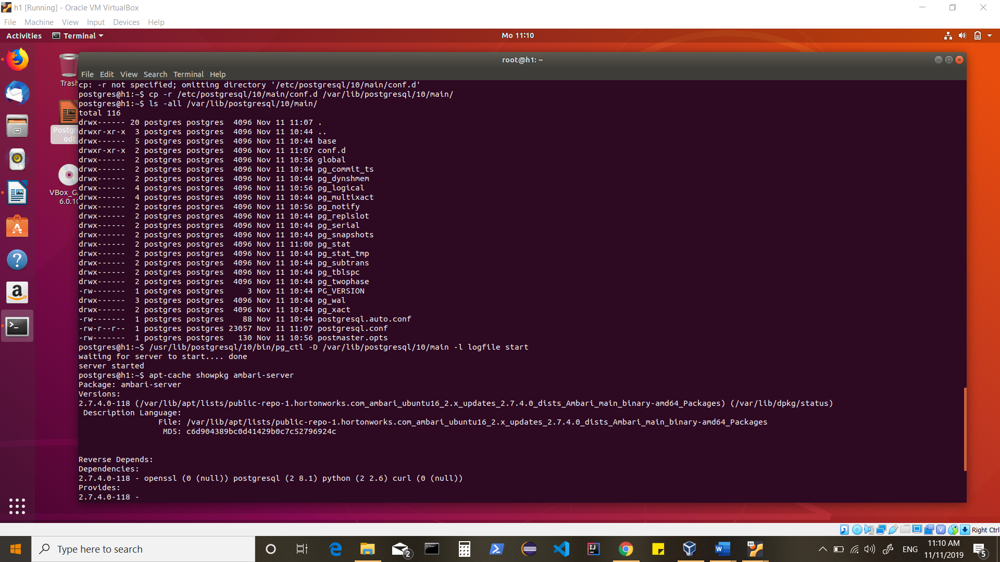 h1 [Running] - Oracle VM VirtualBox
File Machine View Input Devices Help
Activities Terminal Mo 11:10
root@h1: ~
File Edit View Search Terminal Help
Trash
Postgr
odt
VBox_G
6.0.10
cp: -r not specified; omitting directory '/etc/postgresql/10/main/conf.d'
postgres@h1:~$ cp -r /etc/postgresql/10/main/conf.d /var/lib/postgresql/10/main/
postgres@h1:~$ ls -all /var/lib/postgresql/10/main/
total 116
drwx------ 20 postgres postgres  4096 Nov 11 11:07 .
drwxr-xr-x  3 postgres postgres  4096 Nov 11 10:44 ..
drwx------  5 postgres postgres  4096 Nov 11 10:44 base
drwxr-xr-x  2 postgres postgres  4096 Nov 11 11:07 conf.d
drwx------  2 postgres postgres  4096 Nov 11 10:56 global
drwx------  2 postgres postgres  4096 Nov 11 10:44 pg_commit_ts
drwx------  2 postgres postgres  4096 Nov 11 10:44 pg_dynshmem
drwx------  4 postgres postgres  4096 Nov 11 10:56 pg_logical
drwx------  4 postgres postgres  4096 Nov 11 10:44 pg_multixact
drwx------  2 postgres postgres  4096 Nov 11 10:56 pg_notify
drwx------  2 postgres postgres  4096 Nov 11 10:44 pg_replslot
drwx------  2 postgres postgres  4096 Nov 11 10:44 pg_serial
drwx------  2 postgres postgres  4096 Nov 11 10:44 pg_snapshots
drwx------  2 postgres postgres  4096 Nov 11 11:00 pg_stat
drwx------  2 postgres postgres  4096 Nov 11 10:44 pg_stat_tmp
drwx------  2 postgres postgres  4096 Nov 11 10:44 pg_subtrans
drwx------  2 postgres postgres  4096 Nov 11 10:44 pg_tblspc
drwx------  2 postgres postgres  4096 Nov 11 10:44 pg_twophase
-rw-------  1 postgres postgres     3 Nov 11 10:44 PG_VERSION
drwx------  3 postgres postgres  4096 Nov 11 10:44 pg_wal
drwx------  2 postgres postgres  4096 Nov 11 10:44 pg_xact
-rw-------  1 postgres postgres    88 Nov 11 10:44 postgresql.auto.conf
-rw-r--r--  1 postgres postgres 23057 Nov 11 11:07 postgresql.conf
-rw-------  1 postgres postgres   130 Nov 11 10:56 postmaster.opts
postgres@h1:~$ /usr/lib/postgresql/10/bin/pg_ctl -D /var/lib/postgresql/10/main -l logfile start
waiting for server to start.... done
server started
postgres@h1:~$ apt-cache showpkg ambari-server
Package: ambari-server
Versions:
2.7.4.0-118 (/var/lib/apt/lists/public-repo-1.hortonworks.com_ambari_ubuntu16_2.x_updates_2.7.4.0_dists_Ambari_main_binary-amd64_Packages) (/var/lib/dpkg/status)
Description Language:
File: /var/lib/apt/lists/public-repo-1.hortonworks.com_ambari_ubuntu16_2.x_updates_2.7.4.0_dists_Ambari_main_binary-amd64_Packages
MD5: c6d904389bc0d41429b0c7c52796924c
Reverse Depends:
Dependencies:
2.7.4.0-118 - openssl (0 (null)) postgresql (2 8.1) python (2 2.6) curl (0 (null))
Provides:
2.7.4.0-118 -
Right Ctrl
Type here to search
2
ENG
11:10 AM
11/11/2019
5